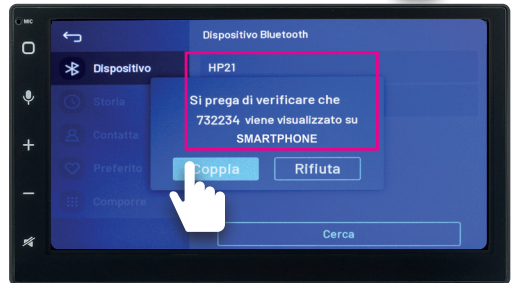 MIC
Dispositivo Bluetooth
Dispositivo
HP21
Storia
Si prega di verificare che
732234 viene visualizzato su
SMARTPHONE
Contatta
Preferito
Coppia
Rifiuta
Comporre
Cerca